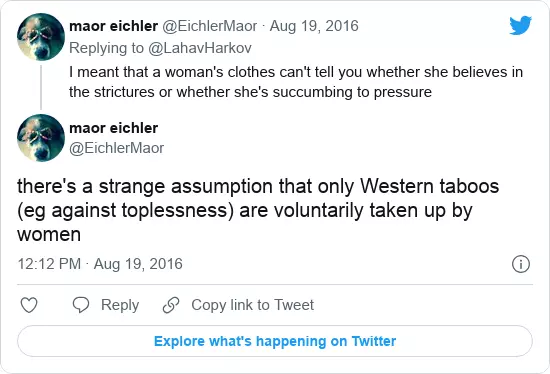 maor eichler @EichlerMaor · Aug 19, 2016
Replying to @LahavHarkov
I meant that a woman's clothes can't tell you whether she believes in
the strictures or whether she's succumbing to pressure
maor eichler
@EichlerMaor
there's a strange assumption that only Western taboos
(eg against toplessness) are voluntarily taken up by
women
12:12 PM · Aug 19, 2016
Reply
Copy link to Tweet
Explore what's happening on Twitter